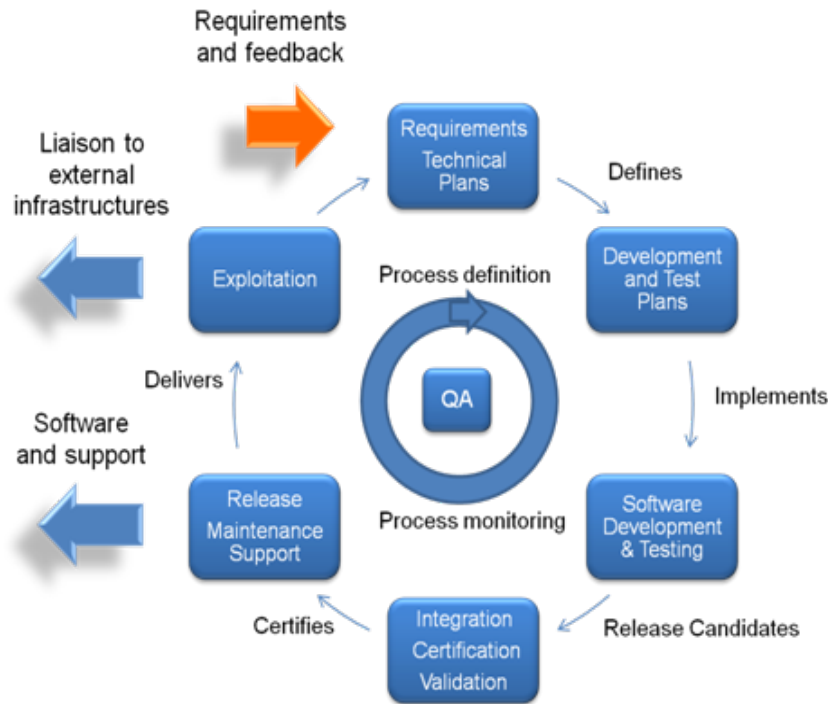 Requirements
and feedback
Liaison to
external
infrastructures
Requirements
Technical
Plans
Defines
Exploitation
Process definition
Development
and Test
Plans
Delivers
QA
Implements
Software
and support
Release
Maintenance
Support
Process monitoring
Software
Development
& Testing
Certifies
Integration
Certification
Validation
Release Candidates